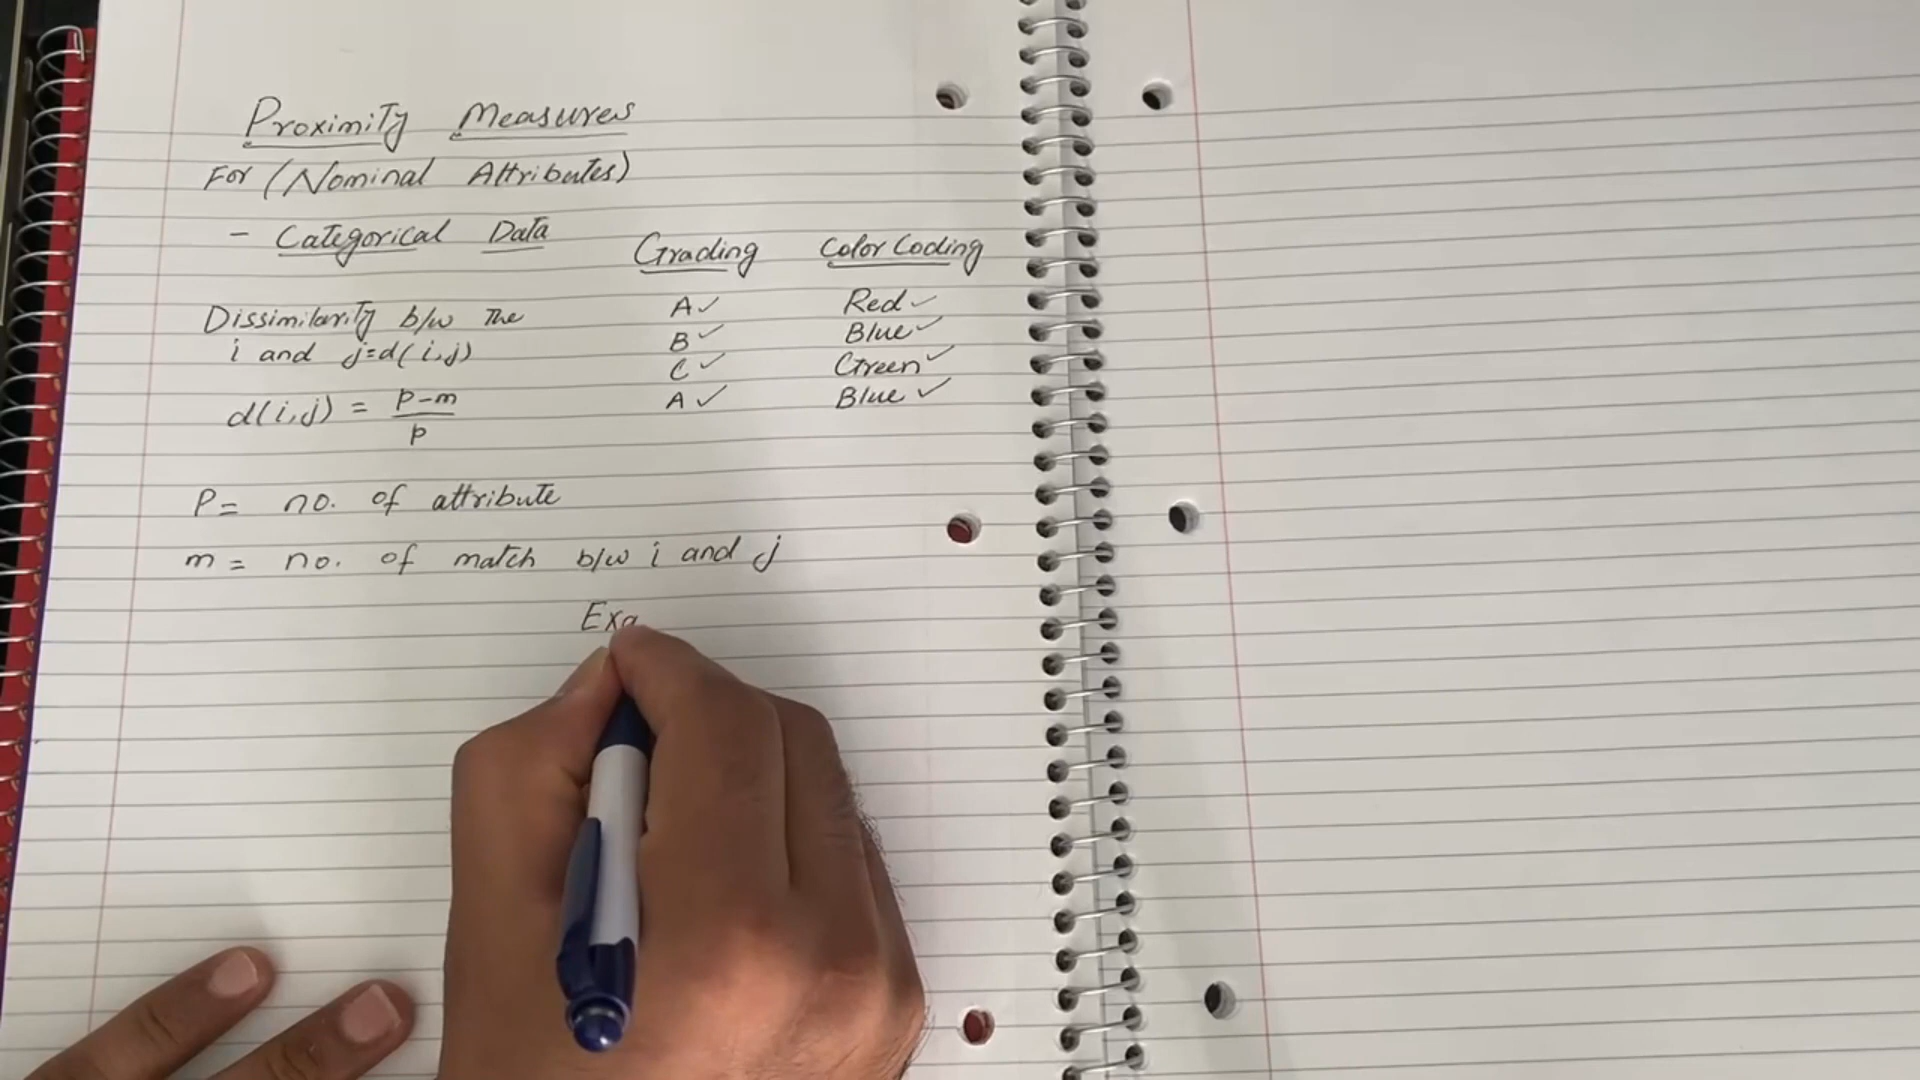 Proximity Measures
For (Nominal Attributes)
- Categorical Data
Grading Color Coding
Dissimilarity b/w The
i and j=d(i,j)
d(i,j) = p-m
p
A✓ Red✓
B✓ Blue✓
C✓ Green✓
A✓ Blue✓
P= no. of attribute
m= no. of match b/w i and j
Exa